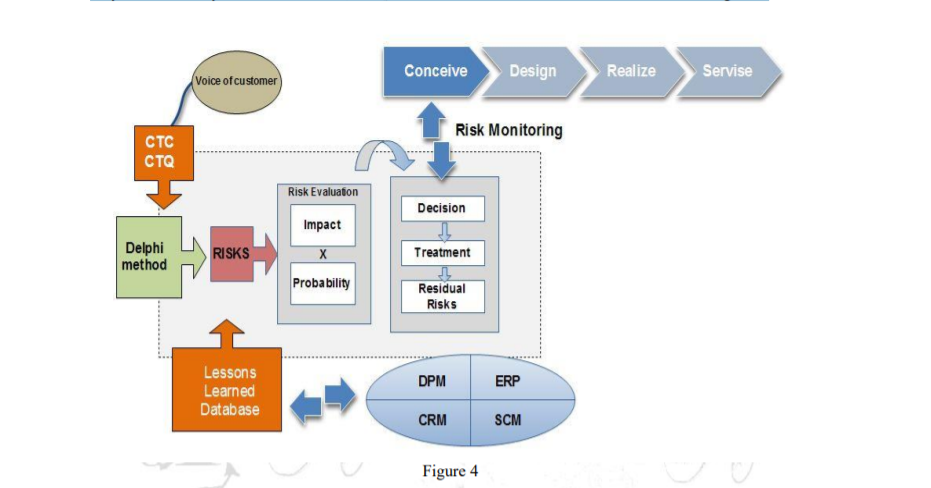 Voice of customer
Conceive
Design
Realize
Servise
Risk Monitoring
CTC
CTQ
Risk Evaluation
Impact
X
Probability
Decision
Treatment
Residual
Risks
Delphi
method
RISKS
Lessons
Learned
Database
DPM
ERP
CRM
SCM
Figure 4